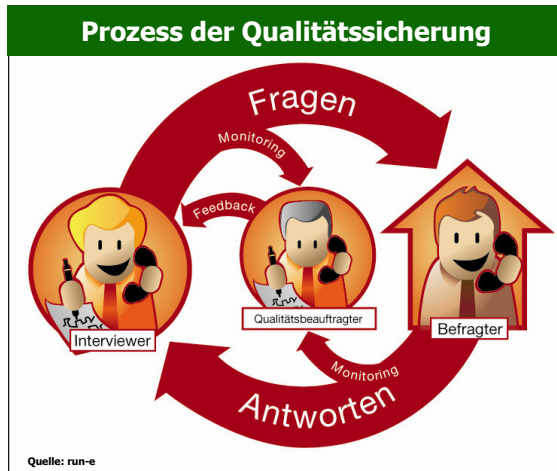 Prozess der Qualitätssicherung
Fragen
Monitoring
Feedback
Interviewer
Qualitätsbeauftragter
Befragter
Monitoring
Antworten
Quelle: run-e